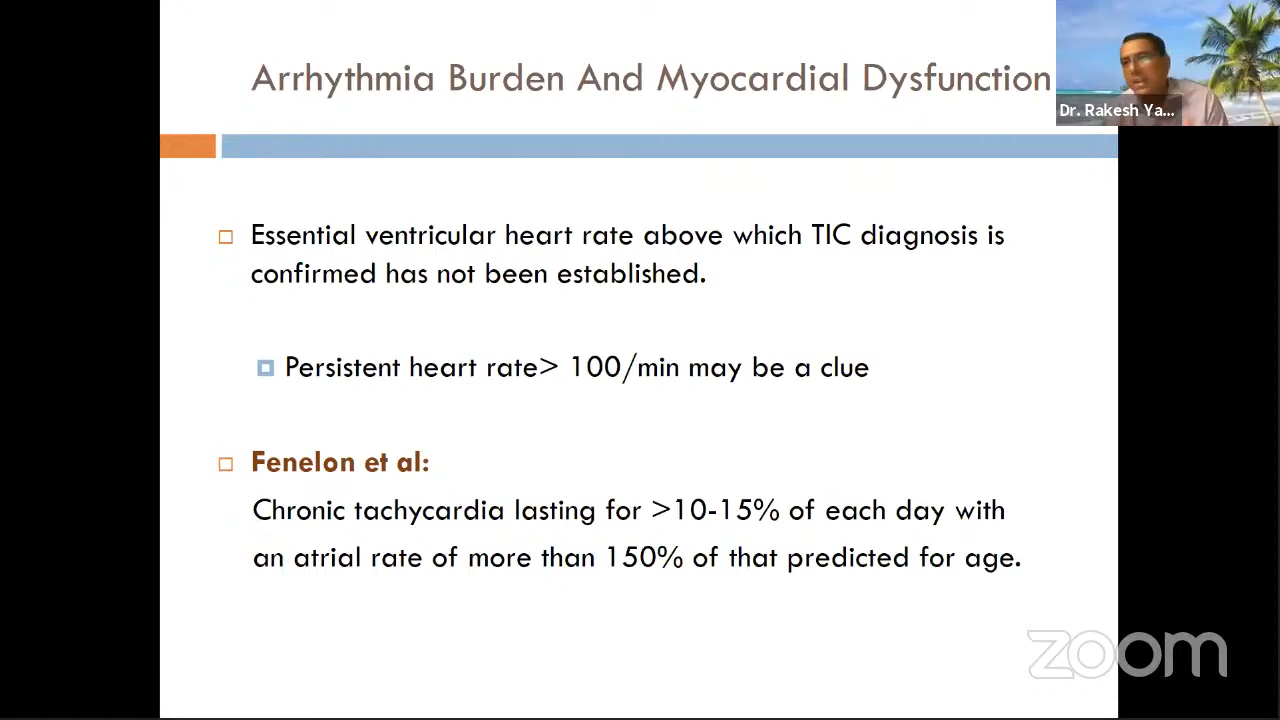 Arrhythmia Burden And Myocardial Dysfunction
Dr. Rakesh Ya...
Essential ventricular heart rate above which TIC diagnosis is
confirmed has not been established.
Persistent heart rate> 100/min may be a clue
Fenelon et al:
Chronic tachycardia lasting for >10-15% of each day with
an atrial rate of more than 150% of that predicted for age.
zoom